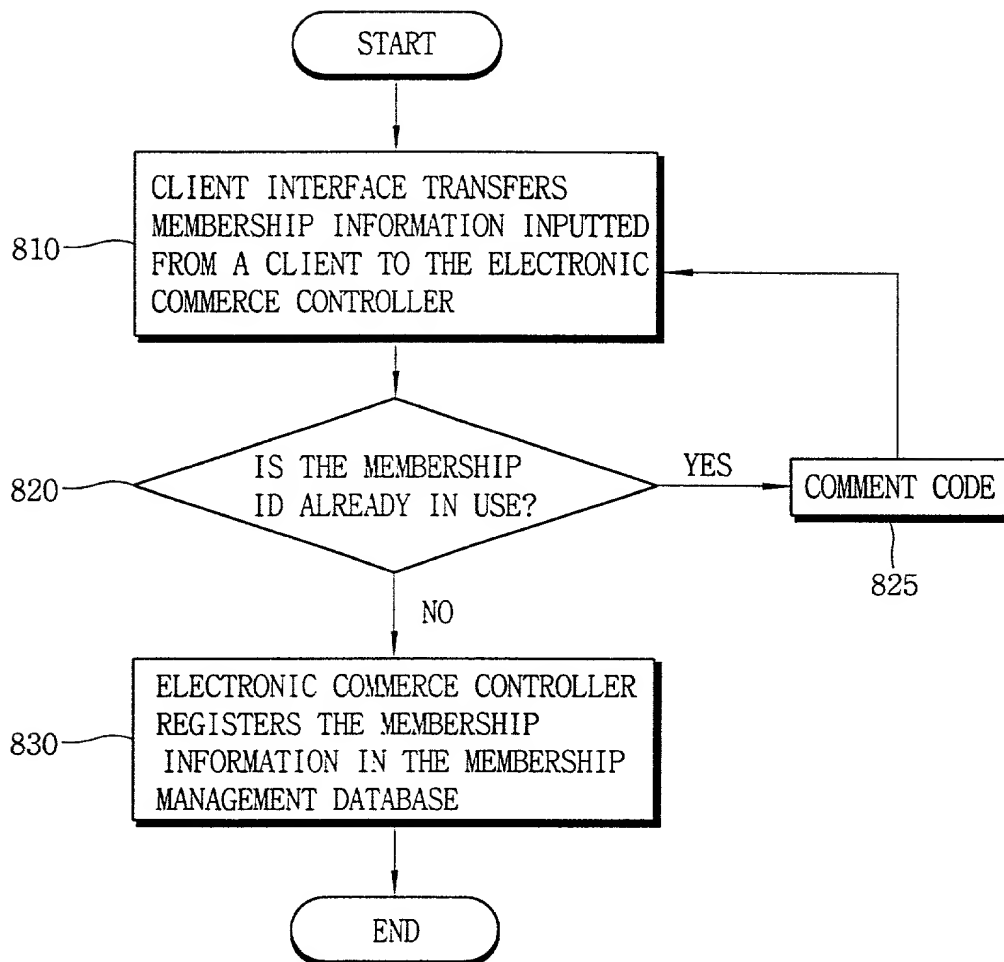 START
CLIENT INTERFACE TRANSFERS
MEMBERSHIP INFORMATION INPUTTED
FROM A CLIENT TO THE ELECTRONIC
COMMERCE CONTROLLER
810
IS THE MEMBERSHIP
ID ALREADY IN USE?
820
YES
COMMENT CODE
825
NO
ELECTRONIC COMMERCE CONTROLLER
REGISTERS THE MEMBERSHIP
INFORMATION IN THE MEMBERSHIP
MANAGEMENT DATABASE
830
END